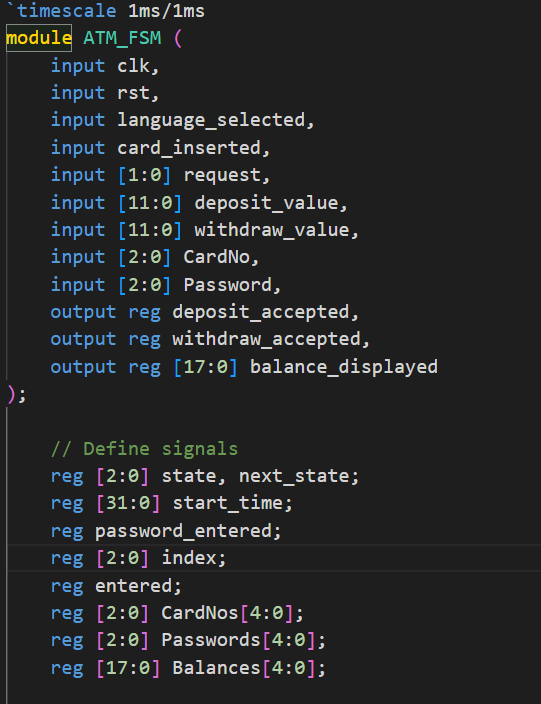 `timescale 1ms/1ms
module ATM_FSM (
    input clk,
    input rst,
    input language_selected,
    input card_inserted,
    input [1:0] request,
    input [11:0] deposit_value,
    input [11:0] withdraw_value,
    input [2:0] CardNo,
    input [2:0] Password,
    output reg deposit_accepted,
    output reg withdraw_accepted,
    output reg [17:0] balance_displayed
);
    // Define signals
    reg [2:0] state, next_state;
    reg [31:0] start_time;
    reg password_entered;
    reg [2:0] index;
    reg entered;
    reg [2:0] CardNos[4:0];
    reg [2:0] Passwords[4:0];
    reg [17:0] Balances[4:0];